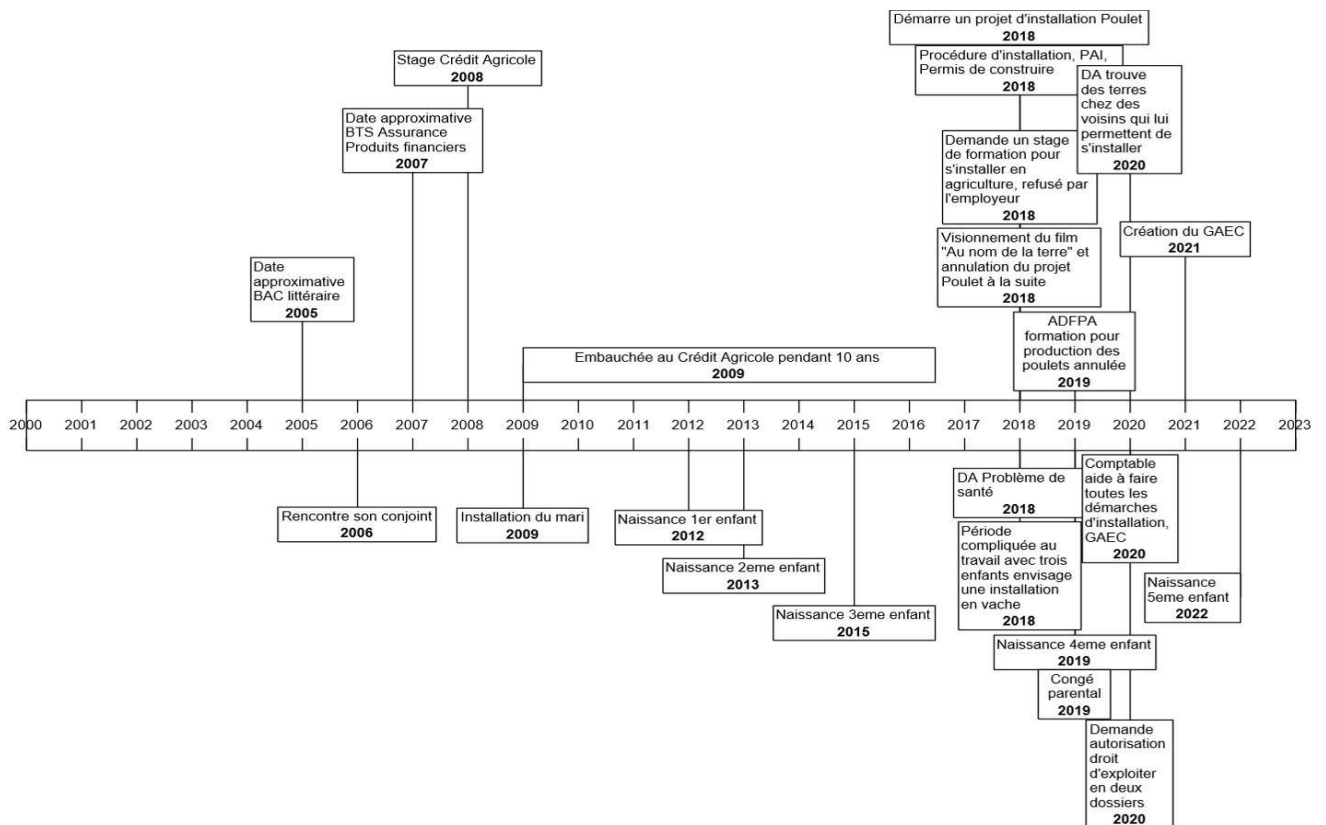 Démarre un projet d'installation Poulet
2018
Stage Crédit Agricole
2008
Procédure d'installation, PAI,
Permis de construire
2018
DA trouve
des terres
chez des
voisins qui lui
permettent de
s'installer
2020
Date approximative
BTS Assurance
Produits financiers
2007
Demande un stage
de formation pour
s'installer en
agriculture, refusé par
l'employeur
2018
Création du GAEC
2021
Visionnement du film
"Au nom de la terre" et
annulation du projet
Poulet à la suite
2018
Date
approximative
BAC littéraire
2005
ADFPA
formation pour
production des
poulets annulée
2019
Embauchée au Crédit Agricole pendant 10 ans
2009
2000 2001 2002 2003 2004 2005 2006 2007 2008 2009 2010 2011 2012 2013 2014 2015 2016 2017 2018 2019 2020 2021 2022 2023
Rencontre son conjoint
2006
Installation du mari
2009
Naissance 1er enfant
2012
Naissance 2eme enfant
2013
Naissance 3eme enfant
2015
DA Problème de
santé
2018
Période
compliquée au
travail avec trois
enfants envisage
une installation
en vache
2018
Comptable
aide à faire
toutes les
démarches
d'installation,
GAEC
2020
Naissance
5eme enfant
2022
Naissance 4eme enfant
2019
Congé
parental
2019
Demande
autorisation
droit
d'exploiter
en deux
dossiers
2020